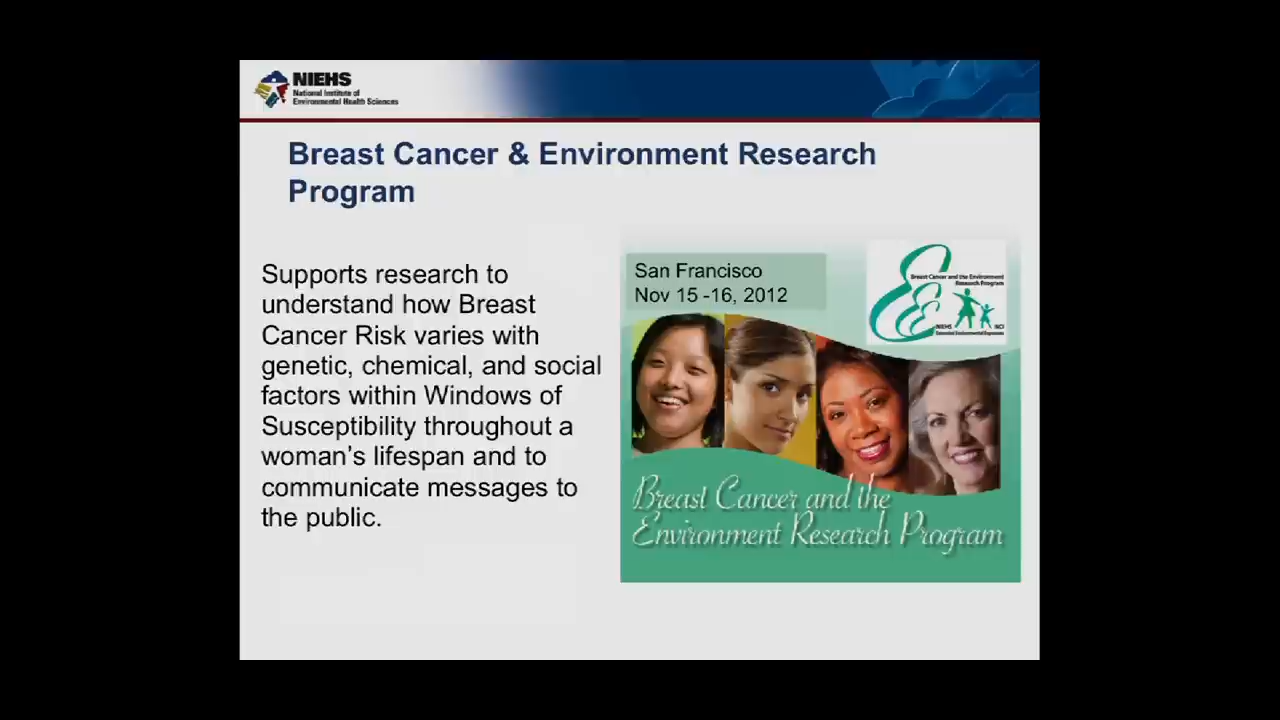 NIEHS
National Institute of
Environmental Health Sciences
Breast Cancer & Environment Research
Program
Supports research to
understand how Breast
Cancer Risk varies with
genetic, chemical, and social
factors within Windows of
Susceptibility throughout a
woman's lifespan and to
communicate messages to
the public.
San Francisco
Nov 15 -16, 2012
Breast Cancer and the Environment
Research Program
NIEHS NCI
Extended Environmental Exposures
Breast Cancer and the
Environment Research Program